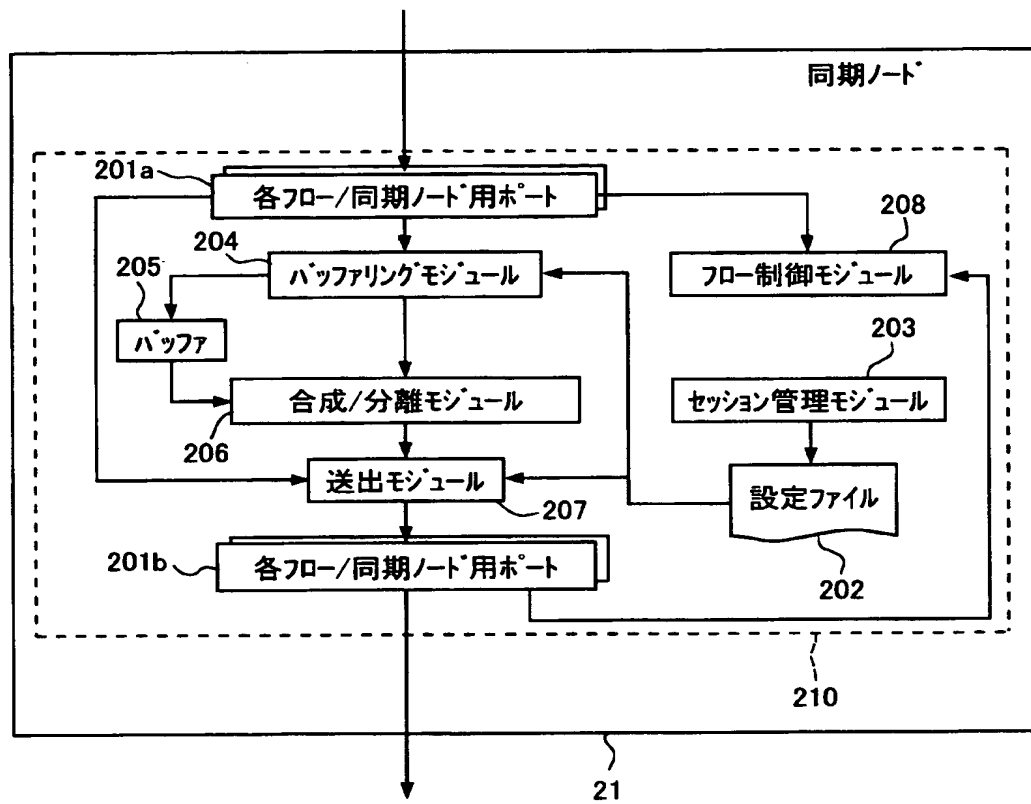 同期ノード
201a
各フロー/同期ノード用ポート
204
208
バッファリングモジュール
フロー制御モジュール
205
バッファ
203
合成/分離モジュール
セッション管理モジュール
206
送出モジュール
207
設定ファイル
201b
各フロー/同期ノード用ポート
202
210
21